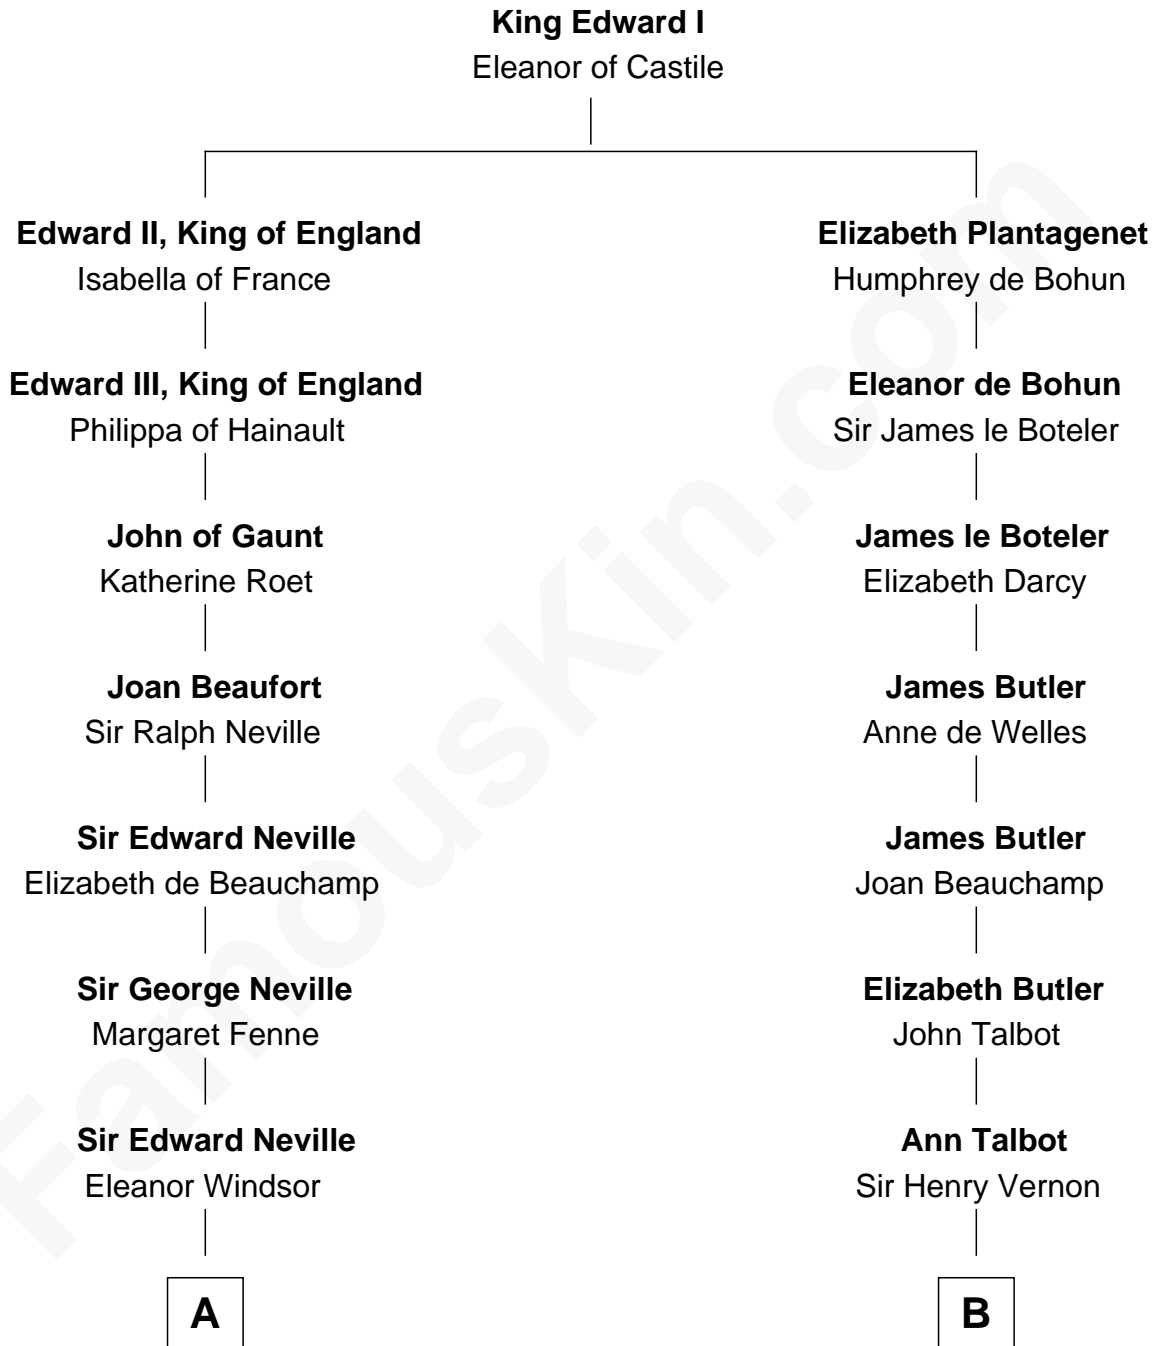 King Edward I
Eleanor of Castile
Edward II, King of England
Isabella of France
Edward III, King of England
Philippa of Hainault
John of Gaunt
Katherine Roet
Joan Beaufort
Sir Ralph Neville
Sir Edward Neville
Elizabeth de Beauchamp
Sir George Neville
Margaret Fenne
Sir Edward Neville
Eleanor Windsor
A
Elizabeth Plantagenet
Humphrey de Bohun
Eleanor de Bohun
Sir James le Boteler
James le Boteler
Elizabeth Darcy
James Butler
Anne de Welles
James Butler
Joan Beauchamp
Elizabeth Butler
John Talbot
Ann Talbot
Sir Henry Vernon
B
FamousKin.com